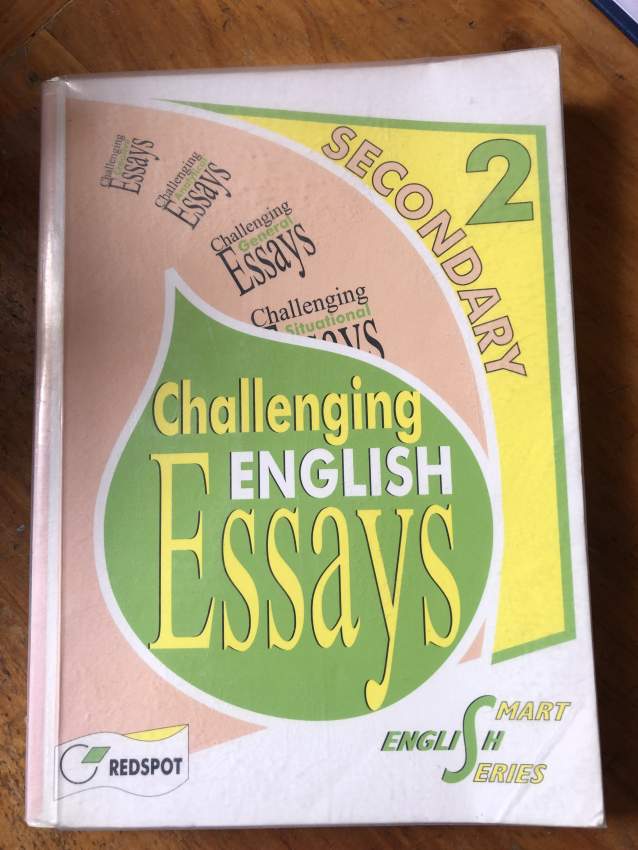 SECONDARY
2
Challenging
Essays
Challenging
Essays
Challenging
General
Essays
Challenging
Situational
Challenging
ENGLISH
Essays
REDSPOT
SMART
ENGLISH
SERIES